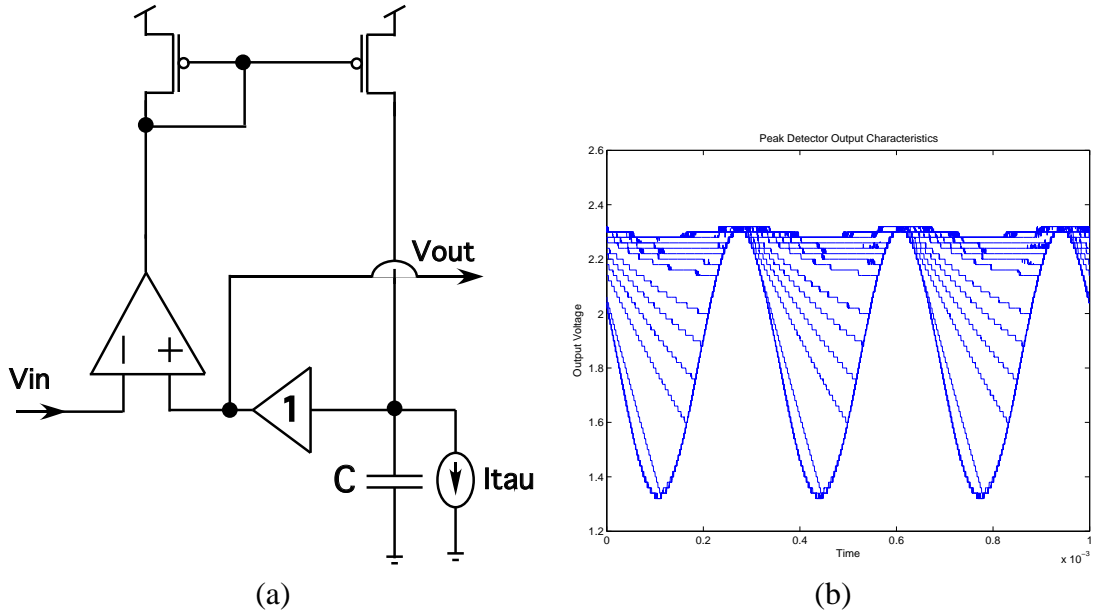 Vout
Vin
1
C
Itau
(a)
Peak Detector Output Characteristics
Output Voltage
2.6
2.4
2.2
2
1.8
1.6
1.4
1.2
0 0.2 0.4 0.6 0.8 1
Time
x 10⁻³
(b)